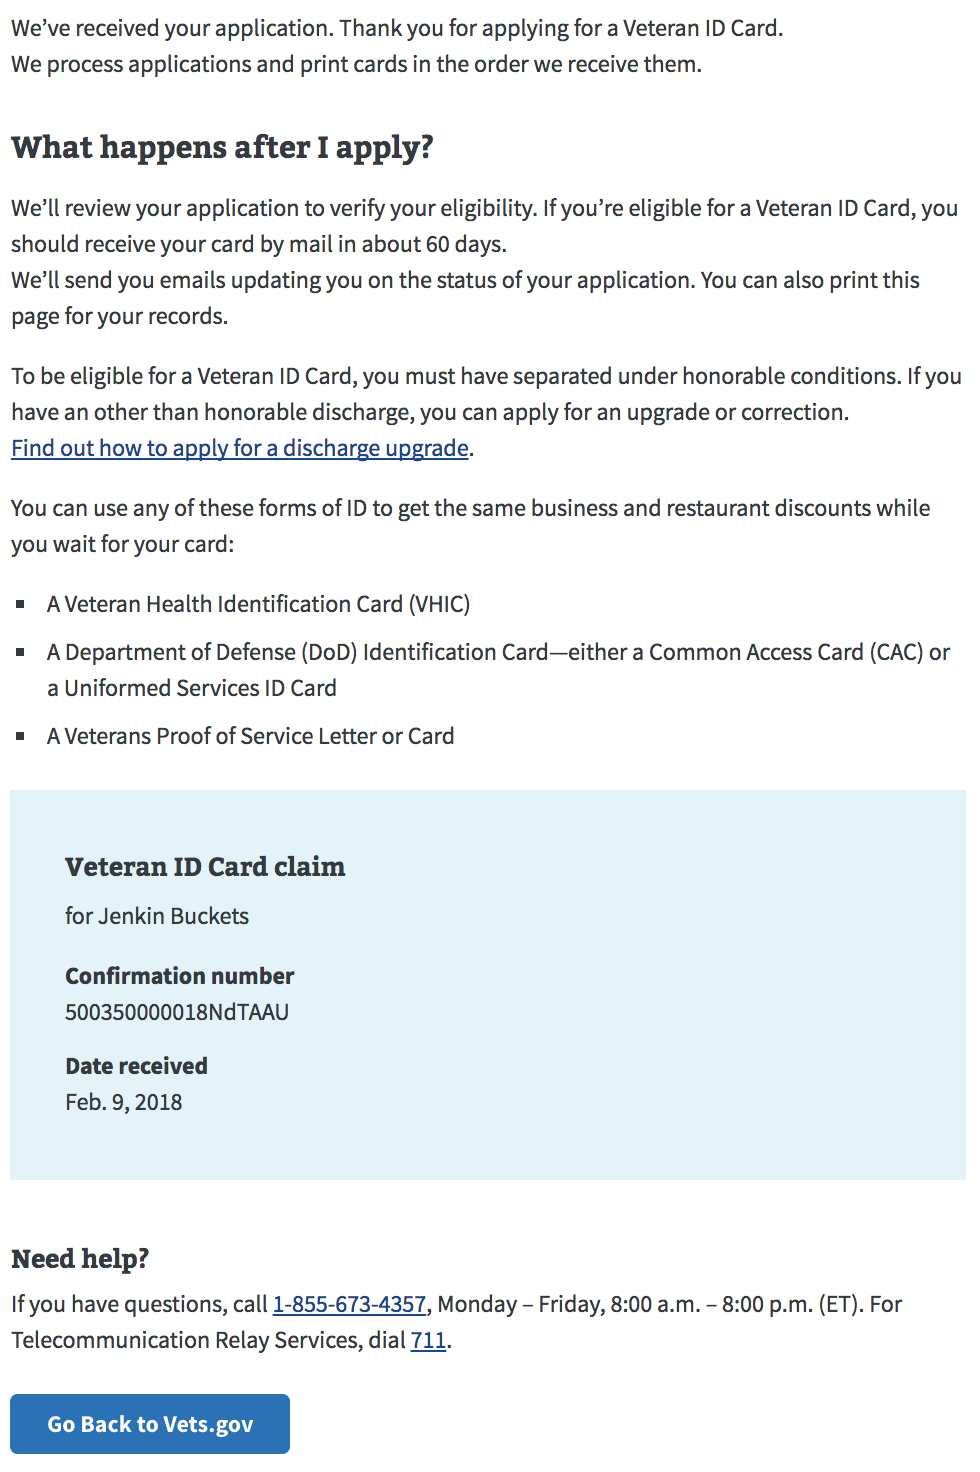 We’ve received your application. Thank you for applying for a Veteran ID Card.
We process applications and print cards in the order we receive them.
What happens after I apply?
We’ll review your application to verify your eligibility. If you’re eligible for a Veteran ID Card, you
should receive your card by mail in about 60 days.
We’ll send you emails updating you on the status of your application. You can also print this
page for your records.
To be eligible for a Veteran ID Card, you must have separated under honorable conditions. If you
have an other than honorable discharge, you can apply for an upgrade or correction.
Find out how to apply for a discharge upgrade.
You can use any of these forms of ID to get the same business and restaurant discounts while
you wait for your card:
▪ A Veteran Health Identification Card (VHIC)
▪ A Department of Defense (DoD) Identification Card—either a Common Access Card (CAC) or
a Uniformed Services ID Card
▪ A Veterans Proof of Service Letter or Card
Veteran ID Card claim
for Jenkin Buckets
Confirmation number
500350000018NdTAAU
Date received
Feb. 9, 2018
Need help?
If you have questions, call 1-855-673-4357, Monday – Friday, 8:00 a.m. – 8:00 p.m. (ET). For
Telecommunication Relay Services, dial 711.
Go Back to Vets.gov